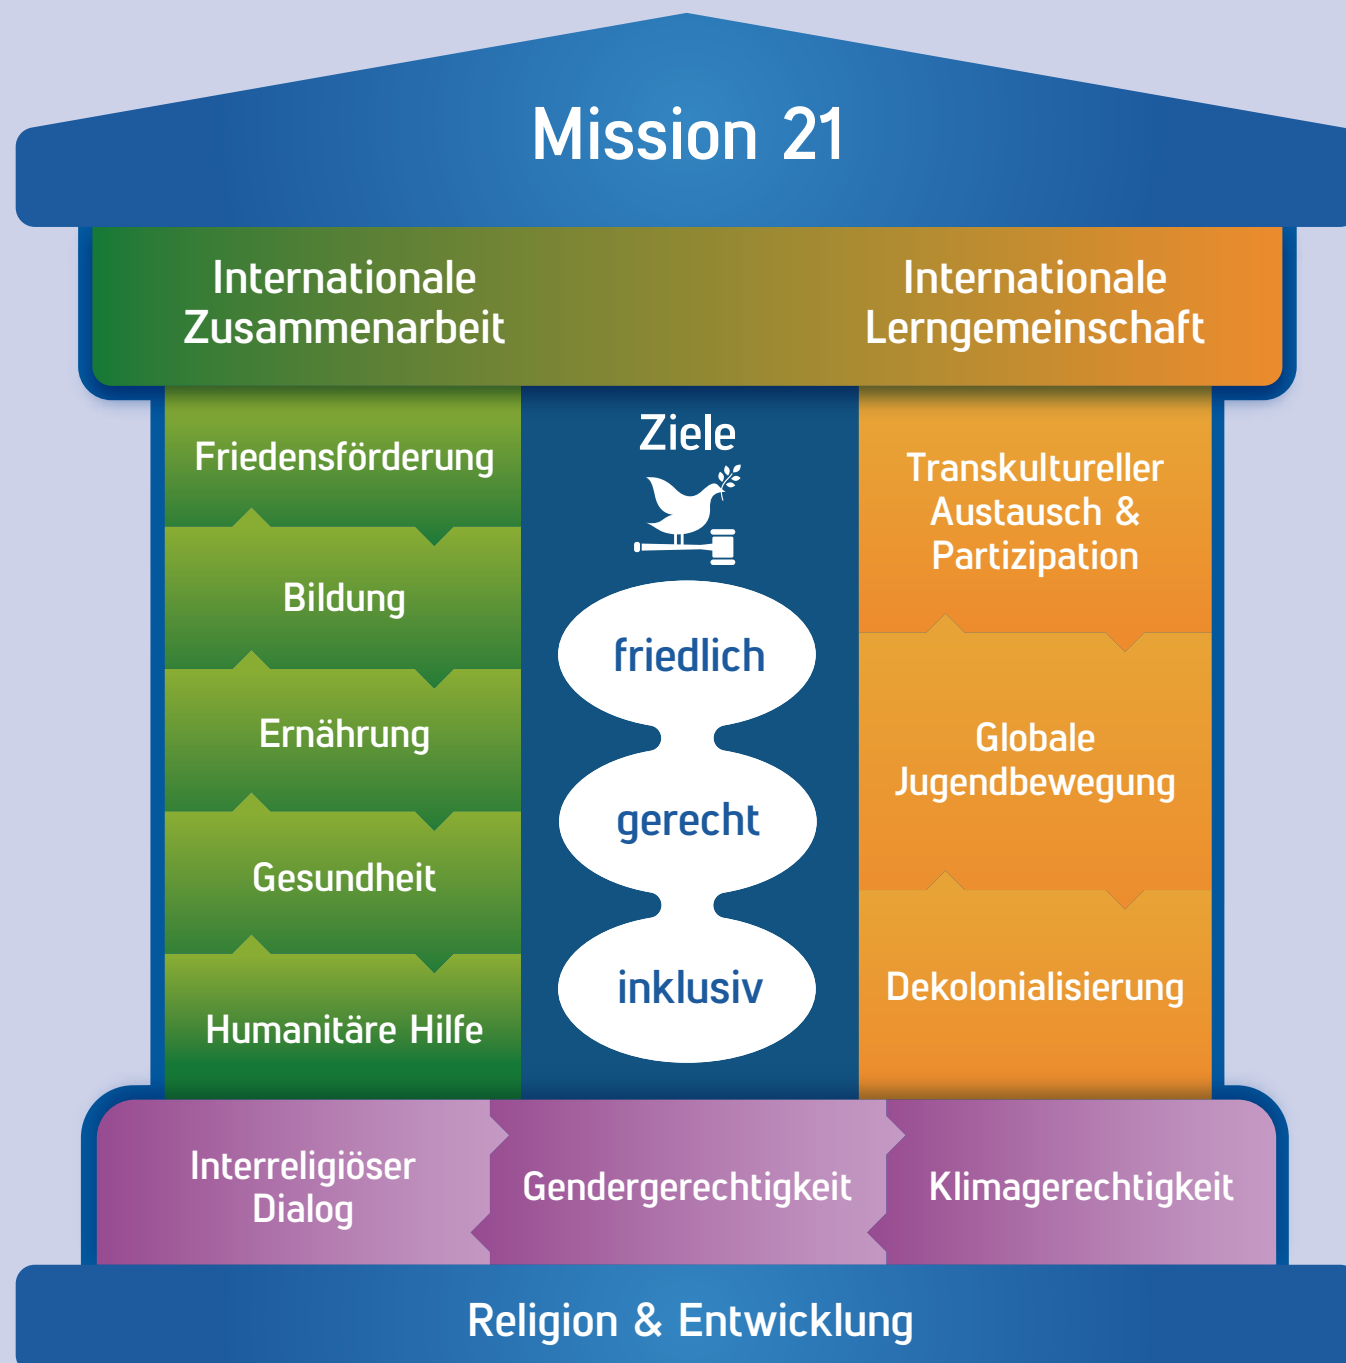 Mission 21
Internationale
Zusammenarbeit
Internationale
Lerngemeinschaft
Friedensförderung
Bildung
Ernährung
Gesundheit
Humanitäre Hilfe
Ziele
friedlich
gerecht
inklusiv
Transkultureller
Austausch &
Partizipation
Globale
Jugendbewegung
Dekolonialisierung
Interreligiöser
Dialog
Gendergerechtigkeit
Klimagerechtigkeit
Religion & Entwicklung